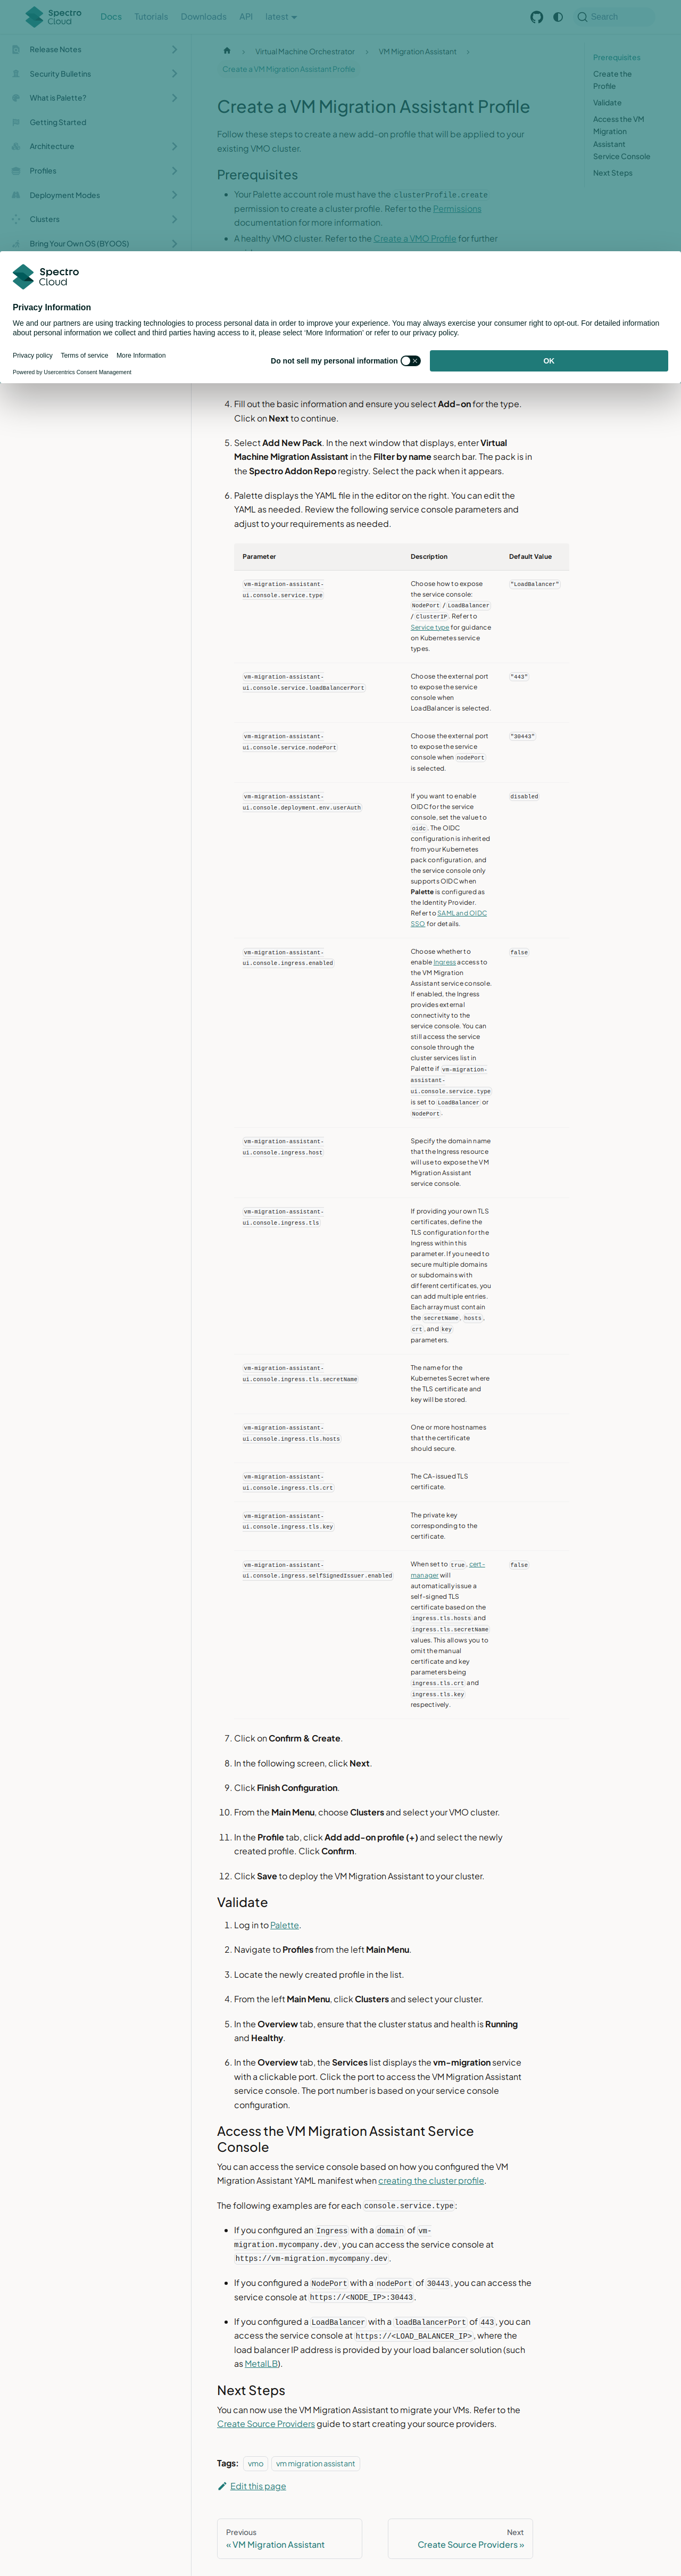 Spectro Cloud
Docs
Tutorials
Downloads
API
latest
Search
Release Notes
Security Bulletins
What is Palette?
Getting Started
Architecture
Profiles
Deployment Modes
Clusters
Bring Your Own OS (BYOOS)
Virtual Machine Orchestrator
VM Migration Assistant
Create a VM Migration Assistant Profile
Prerequisites
Create the
Profile
Validate
Access the VM
Migration
Assistant
Service Console
Next Steps
Create a VM Migration Assistant Profile
Follow these steps to create a new add-on profile that will be applied to your
existing VMO cluster.
Prerequisites
Your Palette account role must have the clusterProfile.create
permission to create a cluster profile. Refer to the Permissions
documentation for more information.
A healthy VMO cluster. Refer to the Create a VMO Profile for further
Spectro Cloud
Privacy Information
We and our partners are using tracking technologies to process personal data in order to improve your experience. You may always exercise your consumer right to opt-out. For detailed information
about personal information we collect and third parties having access to it, please select 'More Information' or refer to our privacy policy.
Privacy policy
Terms of service
More Information
Do not sell my personal information
OK
Powered by Usercentrics Consent Management
4. Fill out the basic information and ensure you select Add-on for the type.
Click on Next to continue.
5. Select Add New Pack. In the next window that displays, enter Virtual
Machine Migration Assistant in the Filter by name search bar. The pack is in
the Spectro Addon Repo registry. Select the pack when it appears.
6. Palette displays the YAML file in the editor on the right. You can edit the
YAML as needed. Review the following service console parameters and
adjust to your requirements as needed.
Parameter
Description
Default Value
vm-migration-assistant-
ui.console.service.type
Choose how to expose
the service console:
NodePort / LoadBalancer
/ ClusterIP. Refer to
Service type for guidance
on Kubernetes service
types.
"LoadBalancer"
vm-migration-assistant-
ui.console.service.loadBalancerPort
Choose the external port
to expose the service
console when
LoadBalancer is selected.
"443"
vm-migration-assistant-
ui.console.service.nodePort
Choose the external port
to expose the service
console when nodePort
is selected.
"30443"
vm-migration-assistant-
ui.console.deployment.env.userAuth
If you want to enable
OIDC for the service
console, set the value to
oidc. The OIDC
configuration is inherited
from your Kubernetes
pack configuration, and
the service console only
supports OIDC when
Palette is configured as
the Identity Provider.
Refer to SAML and OIDC
SSO for details.
disabled
vm-migration-assistant-
ui.console.ingress.enabled
Choose whether to
enable Ingress access to
the VM Migration
Assistant service console.
If enabled, the Ingress
provides external
connectivity to the
service console. You can
still access the service
console through the
cluster services list in
Palette if vm-migration-
assistant-
ui.console.service.type
is set to LoadBalancer or
NodePort.
false
vm-migration-assistant-
ui.console.ingress.host
Specify the domain name
that the Ingress resource
will use to expose the VM
Migration Assistant
service console.
vm-migration-assistant-
ui.console.ingress.tls
If providing your own TLS
certificates, define the
TLS configuration for the
Ingress within this
parameter. If you need to
secure multiple domains
or subdomains with
different certificates, you
can add multiple entries.
Each array must contain
the secretName, hosts,
crt, and key
parameters.
vm-migration-assistant-
ui.console.ingress.tls.secretName
The name for the
Kubernetes Secret where
the TLS certificate and
key will be stored.
vm-migration-assistant-
ui.console.ingress.tls.hosts
One or more hostnames
that the certificate
should secure.
vm-migration-assistant-
ui.console.ingress.tls.crt
The CA-issued TLS
certificate.
vm-migration-assistant-
ui.console.ingress.tls.key
The private key
corresponding to the
certificate.
vm-migration-assistant-
ui.console.ingress.selfSignedIssuer.enabled
When set to true, cert-
manager will
automatically issue a
self-signed TLS
certificate based on the
ingress.tls.hosts and
ingress.tls.secretName
values. This allows you to
omit the manual
certificate and key
parameters being
ingress.tls.crt and
ingress.tls.key
respectively.
false
7. Click on Confirm & Create.
8. In the following screen, click Next.
9. Click Finish Configuration.
10. From the Main Menu, choose Clusters and select your VMO cluster.
11. In the Profile tab, click Add add-on profile (+) and select the newly
created profile. Click Confirm.
12. Click Save to deploy the VM Migration Assistant to your cluster.
Validate
1. Log in to Palette.
2. Navigate to Profiles from the left Main Menu.
3. Locate the newly created profile in the list.
4. From the left Main Menu, click Clusters and select your cluster.
5. In the Overview tab, ensure that the cluster status and health is Running
and Healthy.
6. In the Overview tab, the Services list displays the vm-migration service
with a clickable port. Click the port to access the VM Migration Assistant
service console. The port number is based on your service console
configuration.
Access the VM Migration Assistant Service
Console
You can access the service console based on how you configured the VM
Migration Assistant YAML manifest when creating the cluster profile.
The following examples are for each console.service.type:
If you configured an Ingress with a domain of vm-
migration.mycompany.dev, you can access the service console at
https://vm-migration.mycompany.dev.
If you configured a NodePort with a nodePort of 30443, you can access the
service console at https://<NODE_IP>:30443.
If you configured a LoadBalancer with a loadBalancerPort of 443, you can
access the service console at https://<LOAD_BALANCER_IP>, where the
load balancer IP address is provided by your load balancer solution (such
as MetalLB).
Next Steps
You can now use the VM Migration Assistant to migrate your VMs. Refer to the
Create Source Providers guide to start creating your source providers.
Tags:
vmo
vm migration assistant
Edit this page
Previous
« VM Migration Assistant
Next
Create Source Providers »